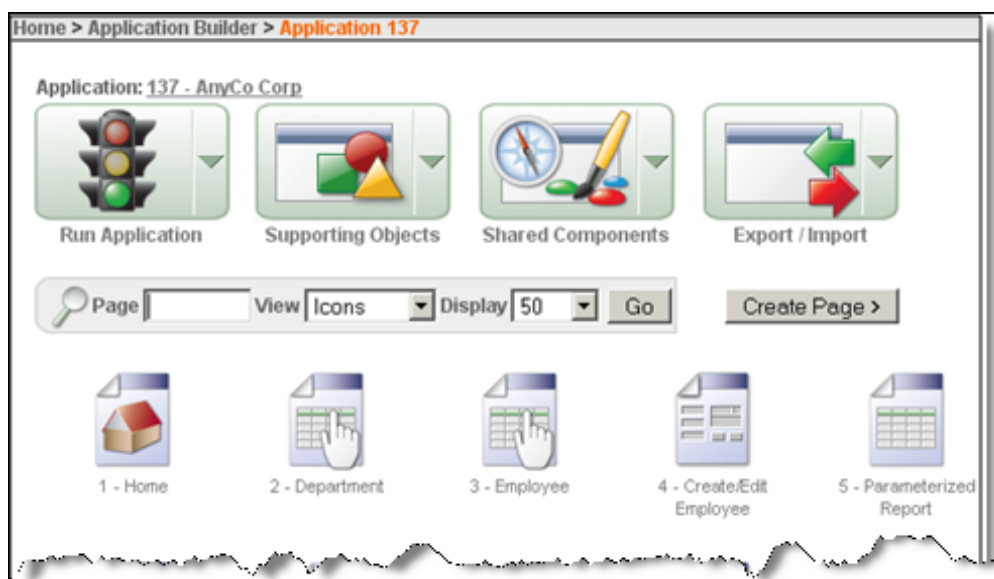 Home > Application Builder > Application 137
Application: 137 - AnyCo Corp
Run Application
Supporting Objects
Shared Components
Export / Import
Page View Icons Display 50 Go Create Page >
1 - Home
2 - Department
3 - Employee
4 - Create/Edit
Employee
5 - Parameterized
Report